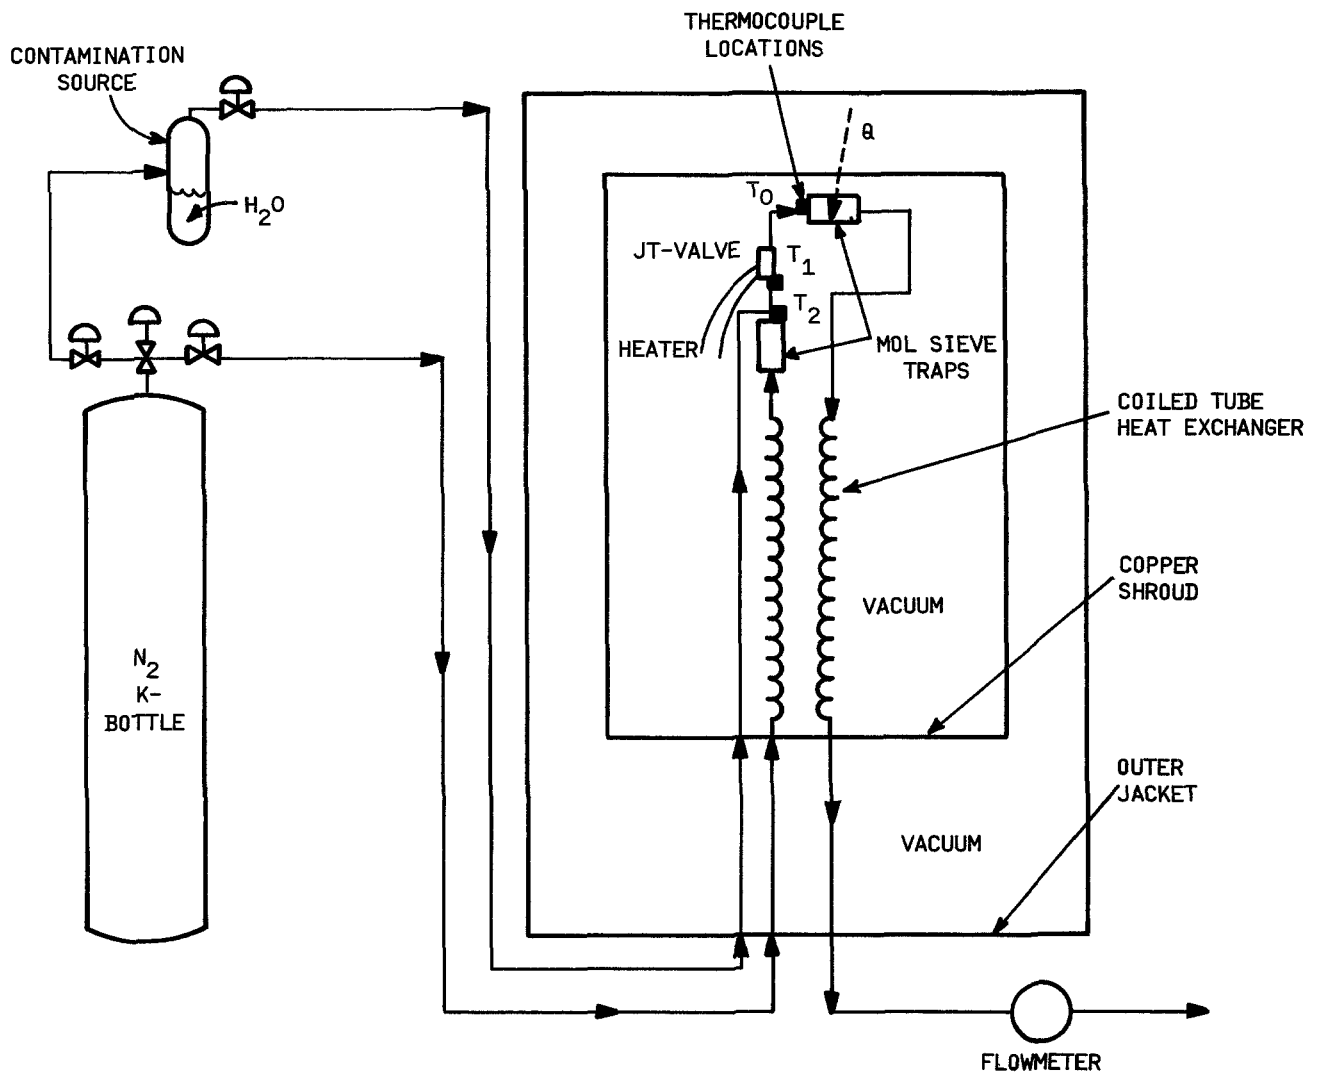 THERMOCOUPLE
LOCATIONS
CONTAMINATION
SOURCE
Q
T0
H2O
JT-VALVE
T1
T2
HEATER
MOL SIEVE
TRAPS
COILED TUBE
HEAT EXCHANGER
COPPER
SHROUD
VACUUM
N2
K-
BOTTLE
OUTER
JACKET
VACUUM
FLOWMETER